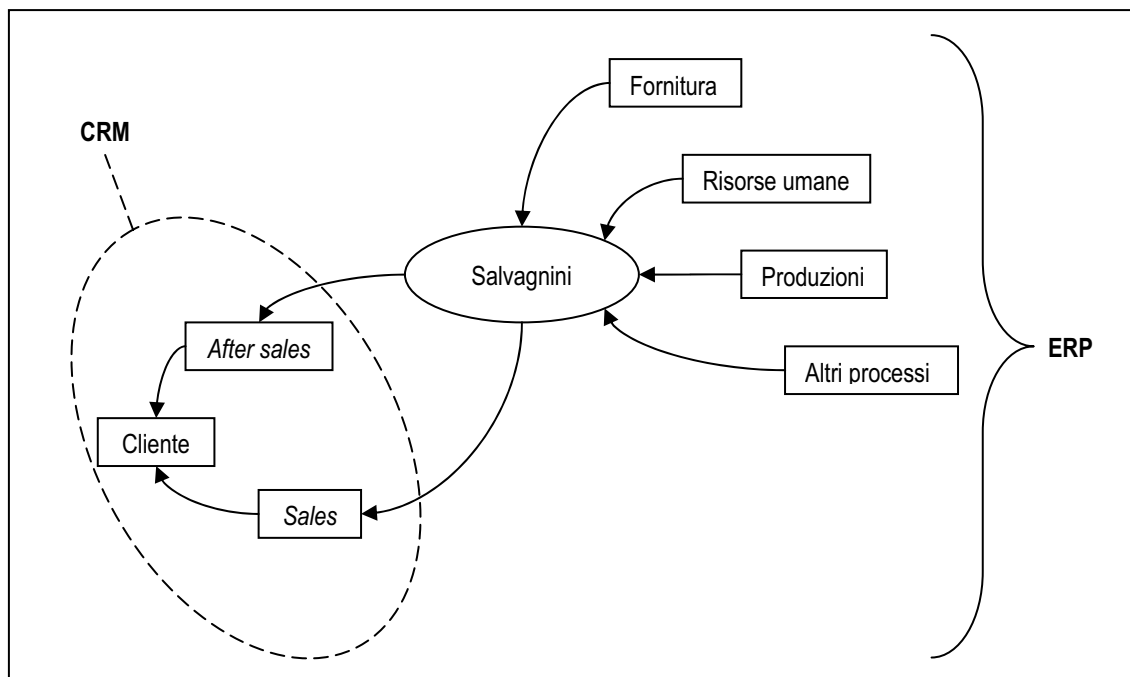 Fornitura
CRM
Risorse umane
Salvagnini
Produzioni
After sales
Altri processi
ERP
Cliente
Sales